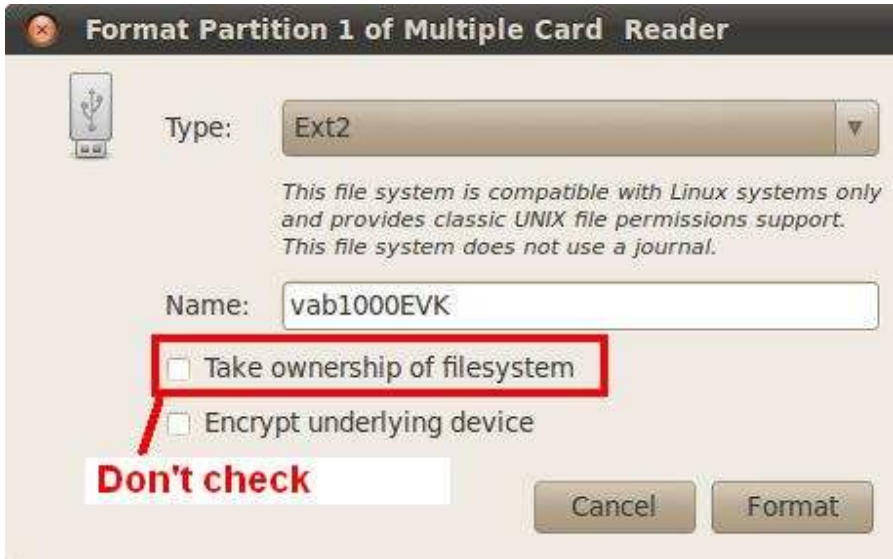 Format Partition 1 of Multiple Card Reader
Type:
Ext2
This file system is compatible with Linux systems only
and provides classic UNIX file permissions support.
This file system does not use a journal.
Name:
vab1000EVK
Take ownership of filesystem
Encrypt underlying device
Don't check
Cancel
Format